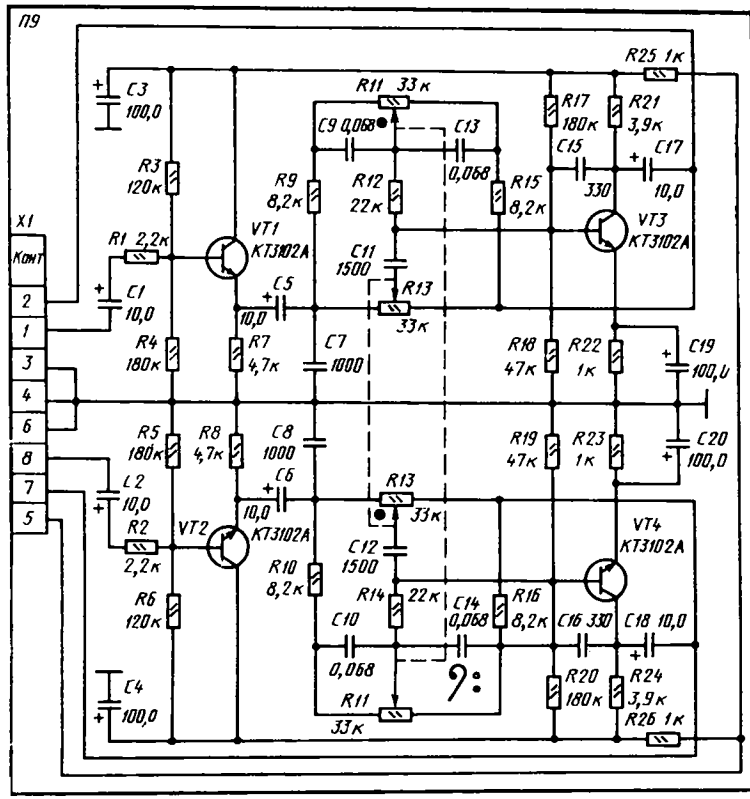 П9
R25 1к
R11
33к
C3
100,0
R17
180к
R21
3,9к
C9 0,068
C13
0,068
C15
330
C17
10,0
R3
120к
R9
8,2к
R12
22к
R15
8,2к
X1
Конт
2
1
3
4
6
8
7
5
R1 2,2к
VT1
КТ3102А
VT3
КТ3102А
C11
1500
C1
10,0
C5
10,0
R13
33к
R4
180к
R7
4,7к
C7
1000
R18
47к
R22
1к
C19
100,0
R5
180к
R8
4,7к
C8
1000
R19
47к
R23
1к
C20
100,0
C2
10,0
C6
10,0
R13
33к
R2
2,2к
VT2
КТ3102А
C12
1500
VT4
КТ3102А
R10
8,2к
R14
22к
R16
8,2к
R6
120к
C10
0,068
C14
0,068
C16 330
C18 10,0
R20
180к
R24
3,9к
C4
100,0
R11
33к
R26 1к